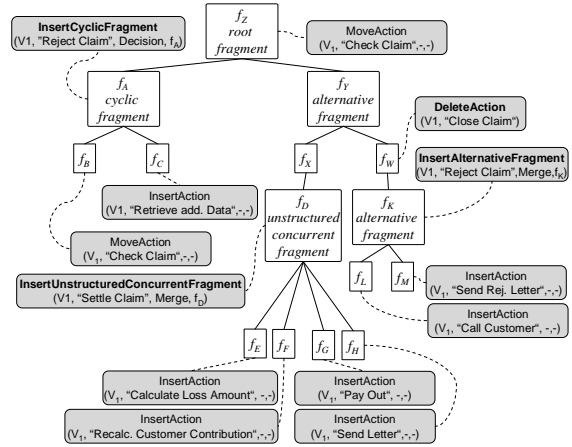 InsertCyclicFragment
(V1, "Reject Claim", Decision, fA)
fZ
root
fragment
MoveAction
(V1, "Check Claim",-,-)
fA
cyclic
fragment
fY
alternative
fragment
DeleteAction
(V1, "Close Claim")
fB
fC
fX
fW
InsertAlternativeFragment
(V1, "Reject Claim",Merge,fK)
InsertAction
(V1, "Retrieve add. Data",-,-)
fD
unstructured
concurrent
fragment
fK
alternative
fragment
MoveAction
(V1, "Check Claim",-,-)
InsertUnstructuredConcurrentFragment
(V1, "Settle Claim", Merge, fD)
fL
fM
InsertAction
(V1, "Send Rej. Letter",-,-)
InsertAction
(V1, "Call Customer", -,-)
fE
fF
fG
fH
InsertAction
(V1, "Calculate Loss Amount", -,-)
InsertAction
(V1, "Pay Out", -,-)
InsertAction
(V1, "Recalc. Customer Contribution",-,-)
InsertAction
(V1, "Send Letter",-,-)